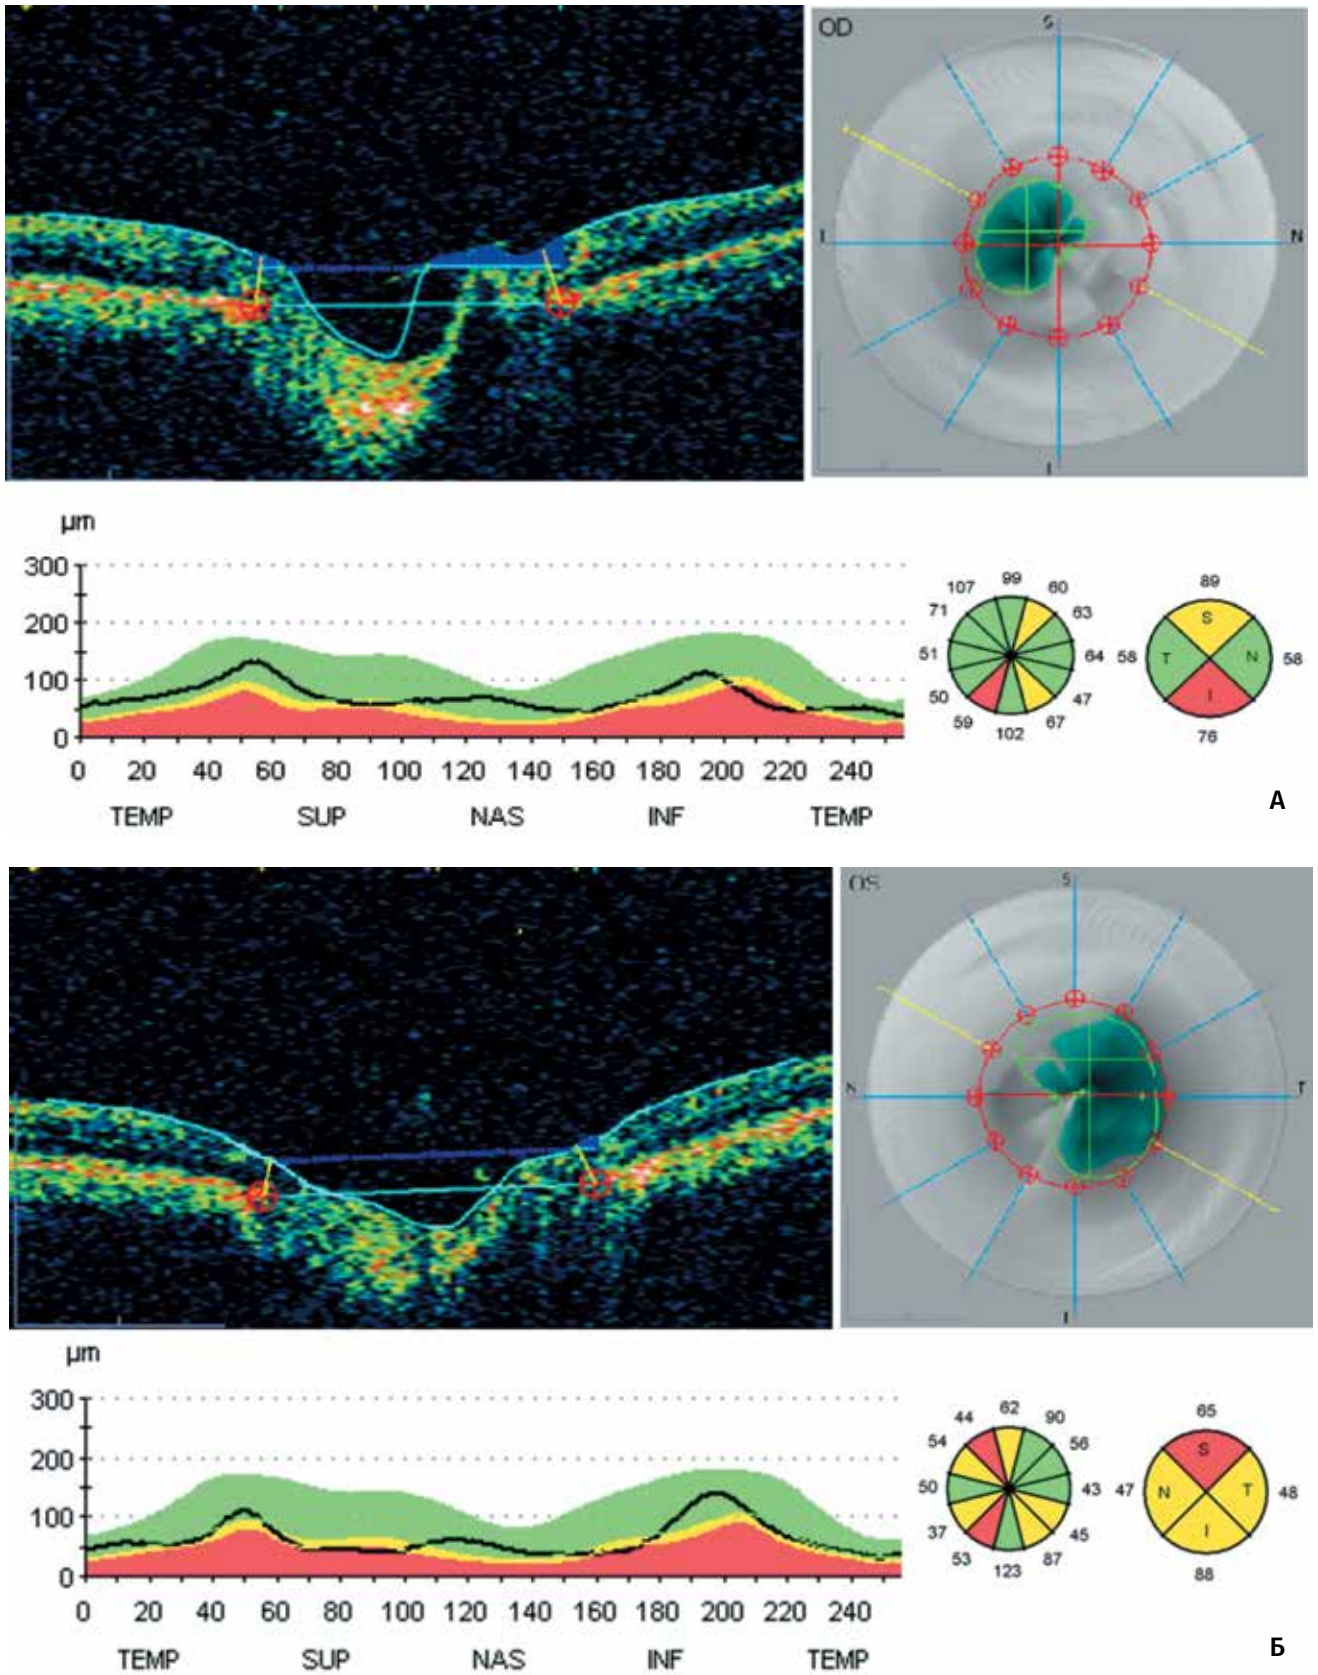 OD
S
I
N
I
µm
300
200
100
0
0 20 40 60 80 100 120 140 160 180 200 220 240
TEMP SUP NAS INF TEMP
99
107 60
71 63
51 64
50 47
59 67
102
89
S
58 T N 58
I
76
А
OS
S
N T
I
µm
300
200
100
0
0 20 40 60 80 100 120 140 160 180 200 220 240
TEMP SUP NAS INF TEMP
62
44 90
54 56
50 43
37 45
53 87
123
65
S
47 N T 48
I
88
Б